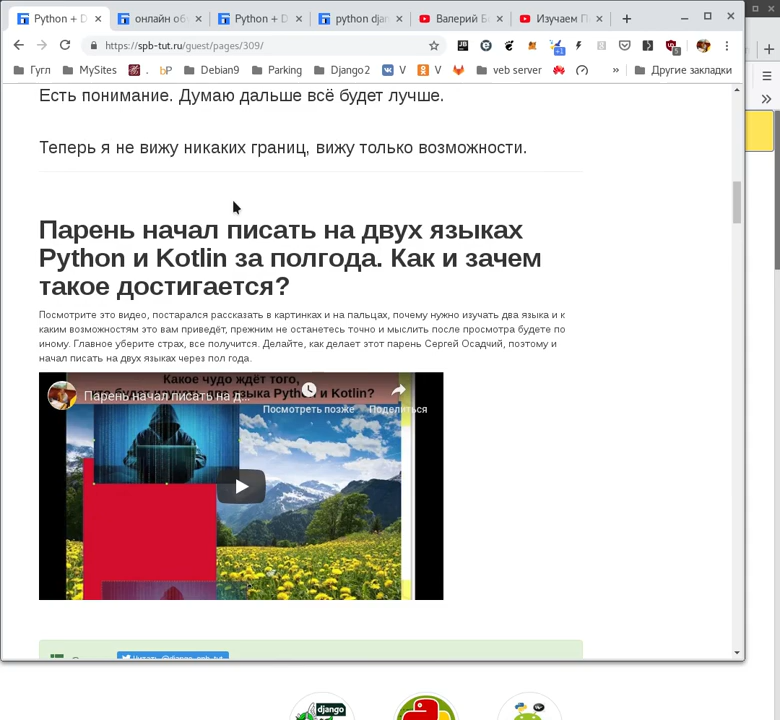 Python + D
онлайн об
Python + D
python djan
Валерий Б
Изучаем П
https://spb-tut.ru/guest/pages/309/
Гугл
MySites
.
Debian9
Parking
Django2
V
V
veb server
»
Другие закладки
Есть понимание. Думаю дальше всё будет лучше.
Теперь я не вижу никаких границ, вижу только возможности.
Парень начал писать на двух языках
Python и Kotlin за полгода. Как и зачем
такое достигается?
Посмотрите это видео, постарался рассказать в картинках и на пальцах, почему нужно изучать два языка и к
каким возможностям это вам приведёт, прежним не останетесь точно и мыслить после просмотра будете по
иному. Главное уберите страх, все получится. Делайте, как делает этот парень Сергей Осадчий, поэтому и
начал писать на двух языках через пол года.
Какое чудо ждёт того,
Парень начал писать на д...
языка Python и Kotlin?
Посмотреть позже
Поделиться
Читать @django_spb_tut
django